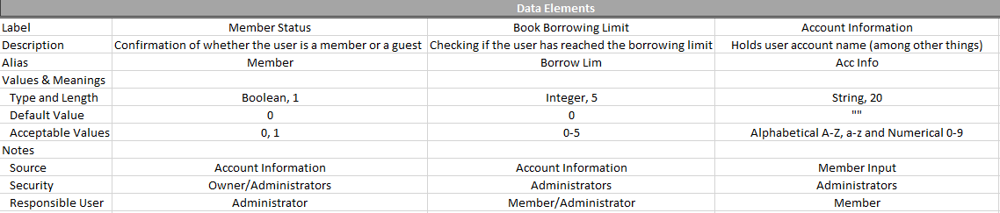 Data Elements
Label Member Status Book Borrowing Limit Account Information
Description Confirmation of whether the user is a member or a guest Checking if the user has reached the borrowing limit Holds user account name (among other things)
Alias Member Borrow Lim Acc Info
Values & Meanings
Type and Length Boolean, 1 Integer, 5 String, 20
Default Value 0 0 ""
Acceptable Values 0, 1 0-5 Alphabetical A-Z, a-z and Numerical 0-9
Notes
Source Account Information Account Information Member Input
Security Owner/Administrators Administrators Administrators
Responsible User Administrator Member/Administrator Member